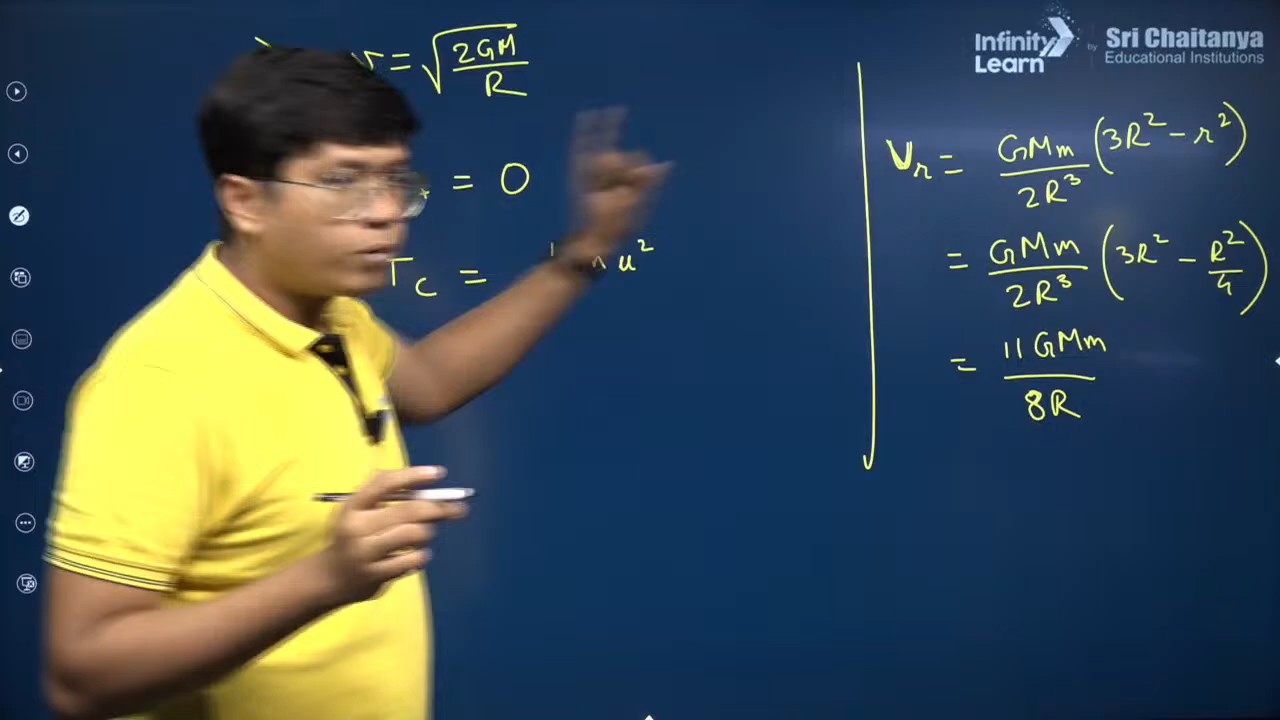 v = √(2GM/R)
= 0
T_C = u²
Infinity Learn by Sri Chaitanya Educational Institutions
V_r = GMm/2R³ (3R² - r²)
= GMm/2R³ (3R² - R²/4)
= 11 GMm/8R